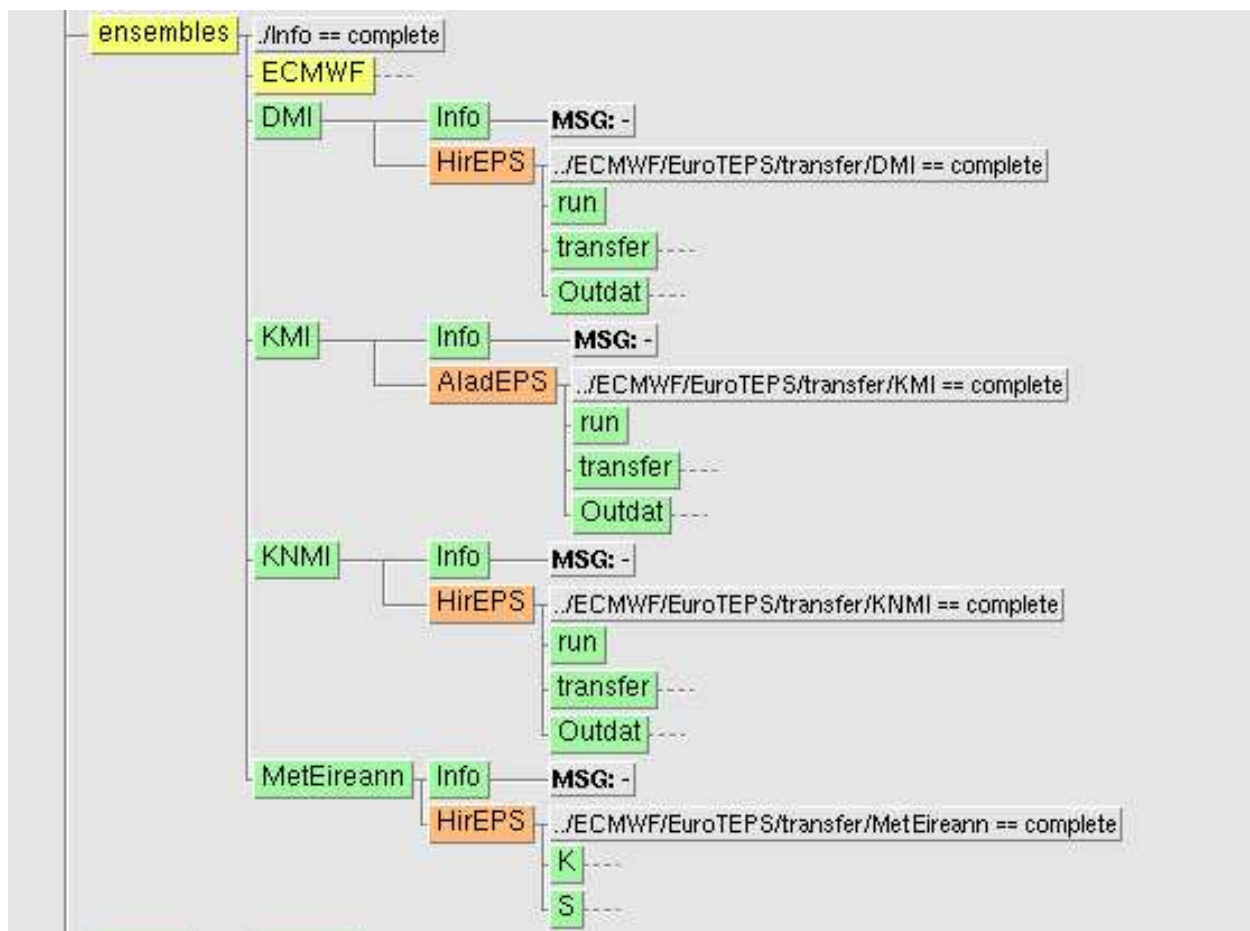 ensembles ./Info == complete
ECMWF
DMI Info MSG: -
HirEPS ../ECMWF/EuroTEPS/transfer/DMI == complete
run
transfer
Outdat
KMI Info MSG: -
AladEPS ../ECMWF/EuroTEPS/transfer/KMI == complete
run
transfer
Outdat
KNMI Info MSG: -
HirEPS ../ECMWF/EuroTEPS/transfer/KNMI == complete
run
transfer
Outdat
MetEireann Info MSG: -
HirEPS ../ECMWF/EuroTEPS/transfer/MetEireann == complete
K
S